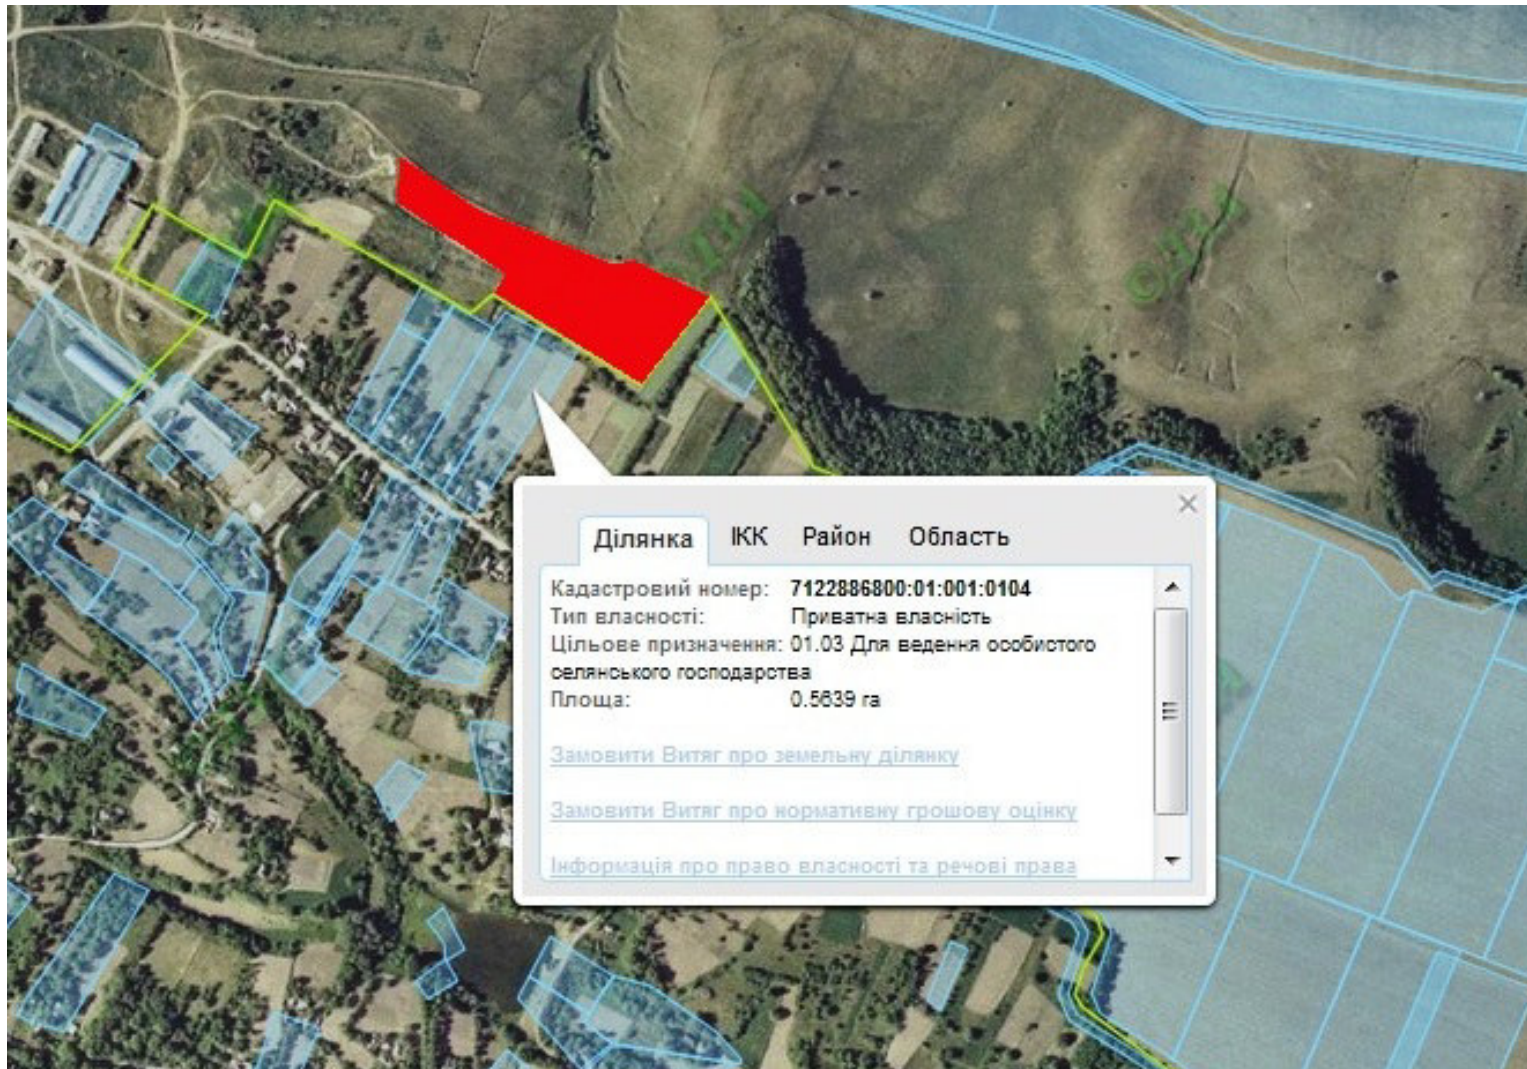 Ділянка ІКК Район Область
Кадастровий номер: 7122886800:01:001:0104
Тип власності: Приватна власність
Цільове призначення: 01.03 Для ведення особистого
селянського господарства
Площа: 0.5639 га
Замовити Витяг про земельну ділянку
Замовити Витяг про нормативну грошову оцінку
Інформація про право власності та речові права